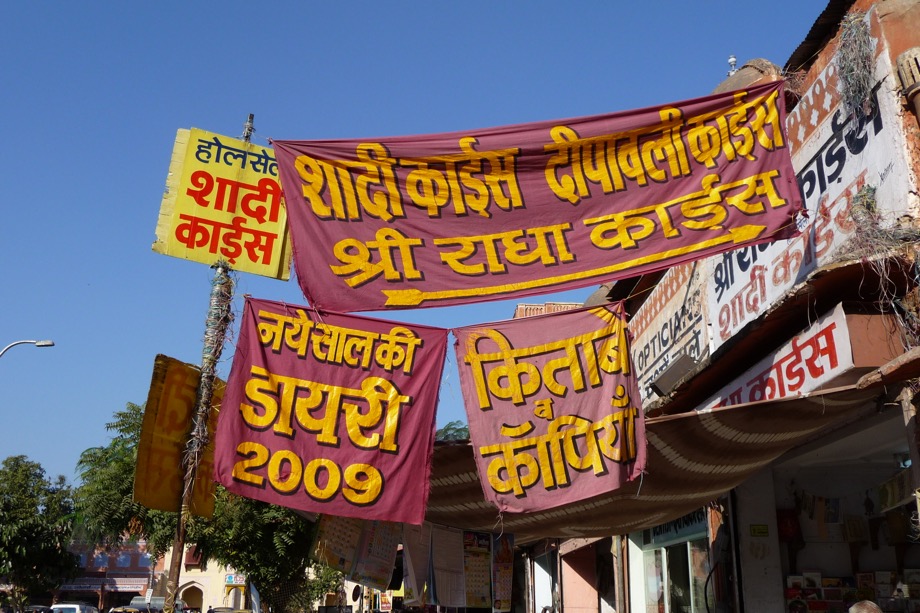 होलसेल
शादी
कार्ड्स
शादी कार्ड्स दीपावली कार्ड्स
श्री राधा कार्ड्स
नये साल की
डायरी
2009
किताब
व
कॉपियाँ
कार्ड्स
शादी कार्ड्स
OPTICIANS
कार्ड्स